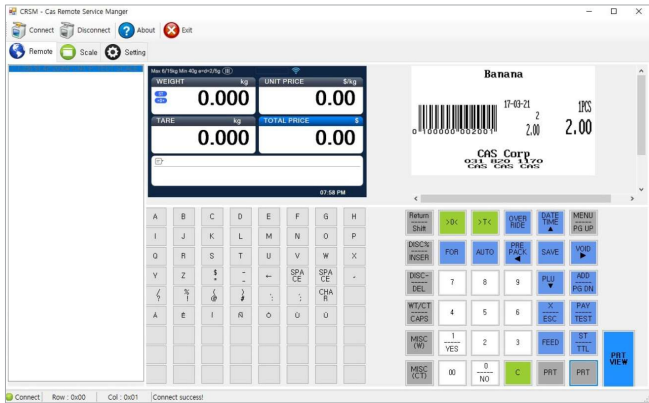 CRSM - Cas Remote Service Manger
Connect Disconnect About Exit
Remote Scale Setting
Max 6/15kg Min 40g e=d=2/5g
WEIGHT kg UNIT PRICE $/kg
0.000 0.00
TARE kg TOTAL PRICE $
0.000 0.00
07:58 PM
Banana
17-03-21
2
1PCS
2.00 2.00
0 100000 002001
CAS Corp
031 820 1170
CAS CAS CAS
A B C D E F G H
I J K L M N O P
Q R S T U V W X
Y Z $ * - _ ← SPACE SPACE
/ ? % ! ( @ ) # CHAR
Return Shift >0< >T< OVER RIDE DATE TIME ▲ MENU PG UP
DISC% INSER FOR AUTO PRE PACK ◀ SAVE VOID ▶
DISC- DEL 7 8 9 PLU ▼ ADD PG DN
WT/CT CAPS 4 5 6 X ESC PAY TEST
MISC (W) 1 YES 2 3 FEED ST TTL
MISC (CT) 00 0 NO C PRT PRT
PRT VIEW
Connect Row : 0x00 Col : 0x01 Connect success!